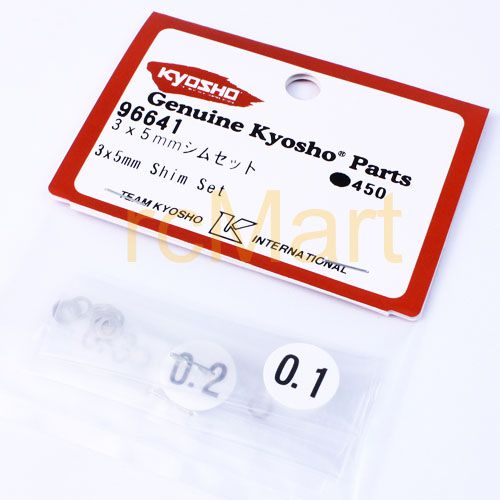 KYOSHO
Genuine Kyosho® Parts
96641
3×5mmシムセット
●450
3x5mm Shim Set
TEAM KYOSHO K INTERNATIONAL
rcMart
0.2
0.1